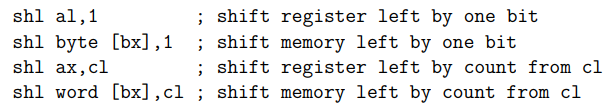 shl al,1 ; shift register left by one bit
shl byte [bx],1 ; shift memory left by one bit
shl ax,cl ; shift register left by count from cl
shl word [bx],cl ; shift memory left by count from cl